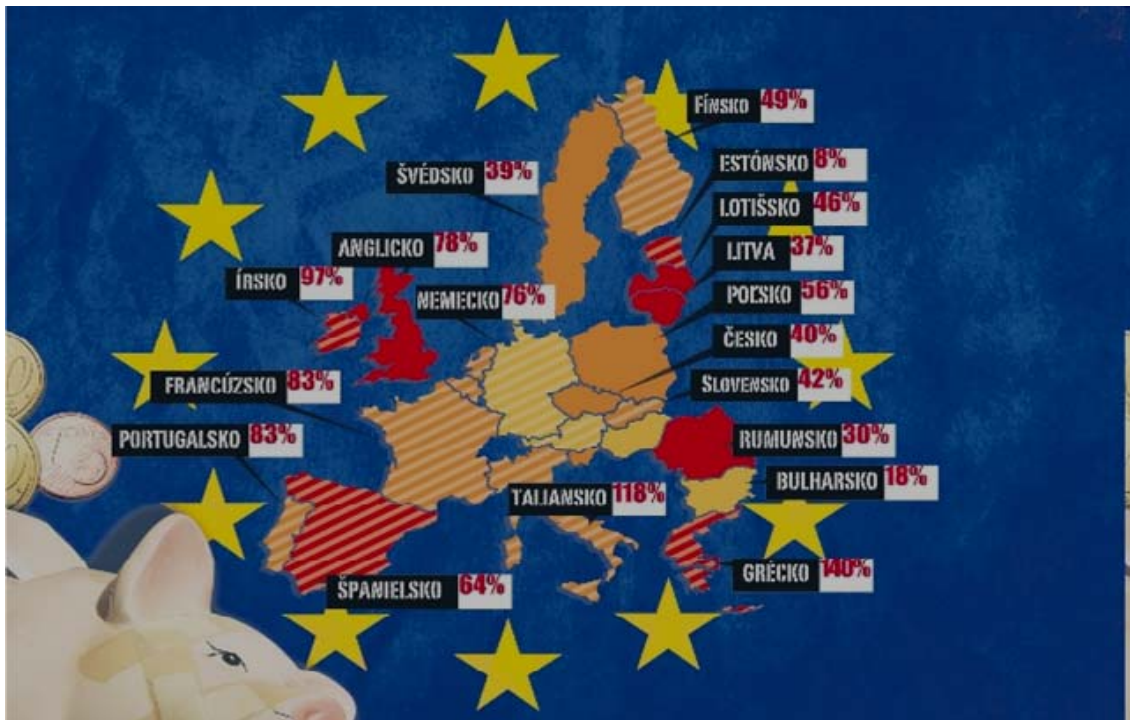 FÍNSKO 49%
ŠVÉDSKO 39%
ESTÓNSKO 8%
LOTIŠSKO 46%
ANGLICKO 78%
LITVA 37%
ÍRSKO 97%
NEMECKO 76%
POĽSKO 56%
ČESKO 40%
FRANCÚZSKO 83%
SLOVENSKO 42%
PORTUGALSKO 83%
RUMUNSKO 30%
BULHARSKO 18%
TALIANSKO 118%
GRÉCKO 140%
ŠPANIELSKO 64%